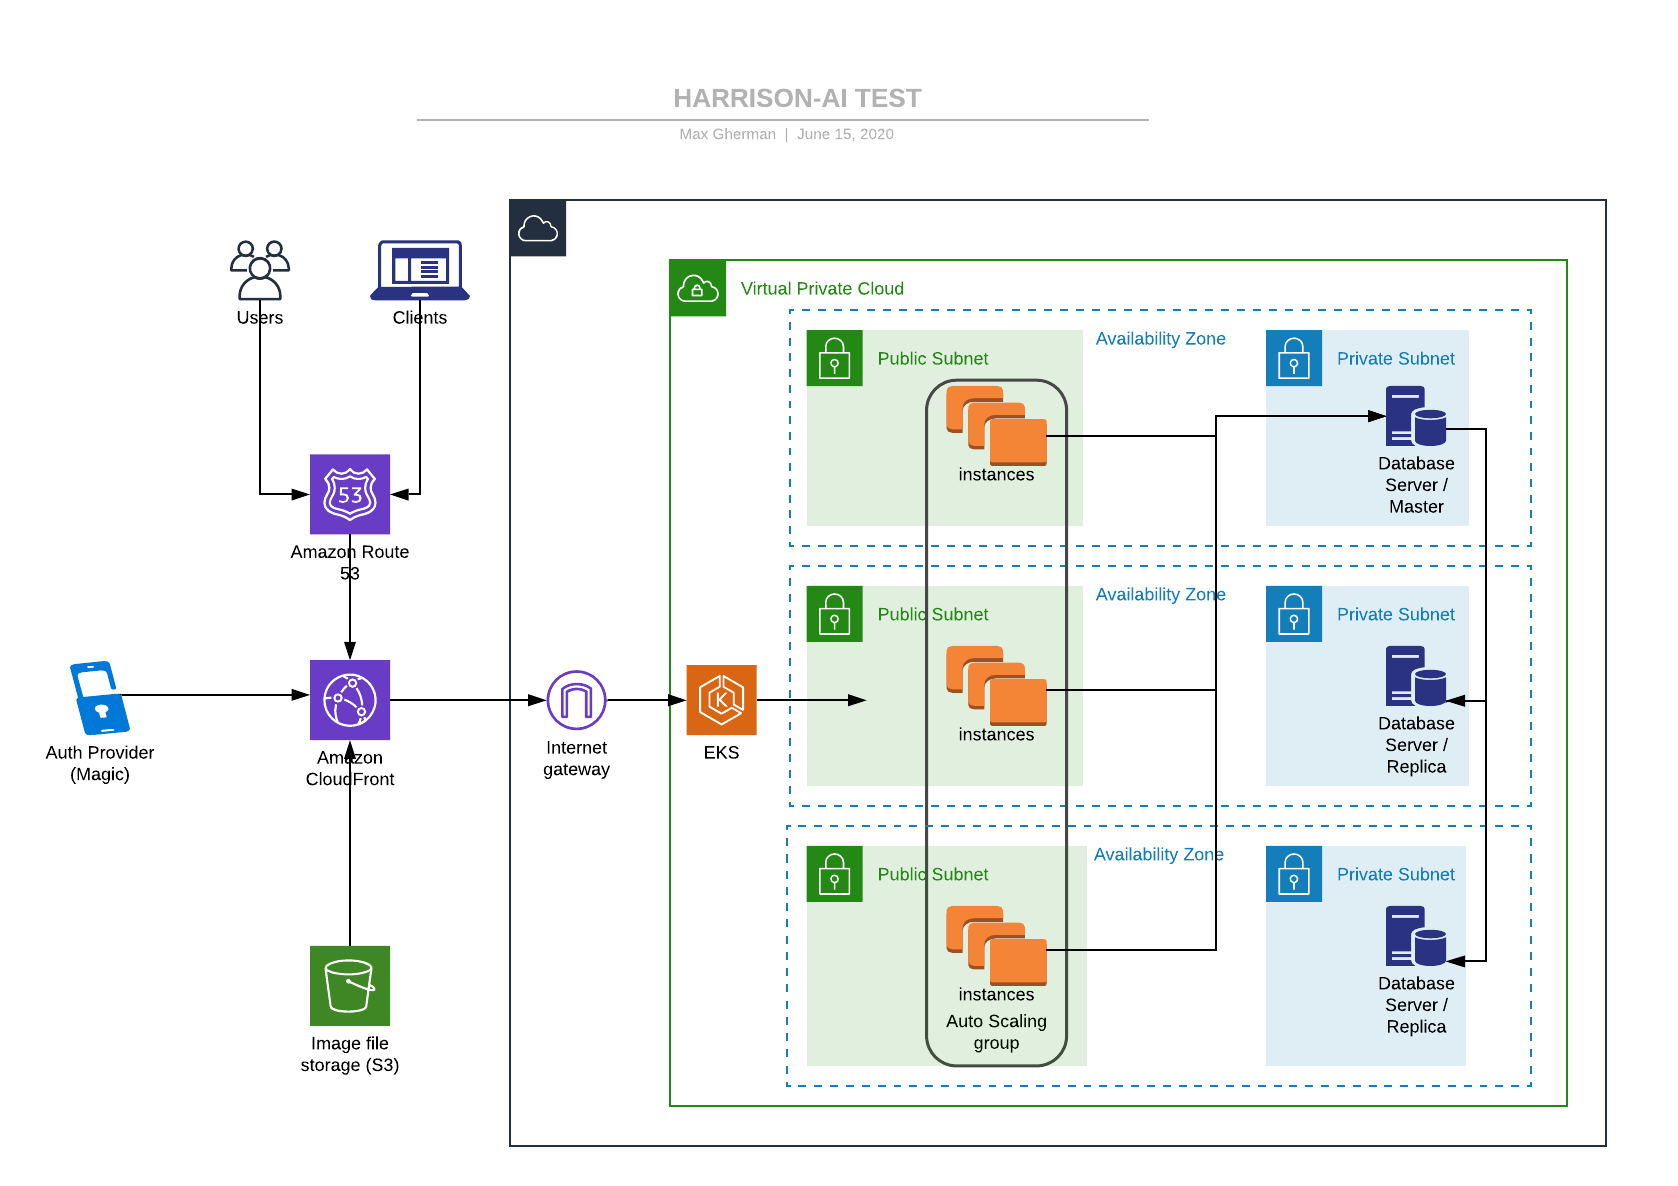 HARRISON-AI TEST
Max Gherman | June 15, 2020
Users
Clients
Virtual Private Cloud
Public Subnet
Availability Zone
Private Subnet
instances
Database
Server /
Master
53
Amazon Route
53
Public Subnet
Availability Zone
Private Subnet
instances
Database
Server /
Replica
Auth Provider
(Magic)
Amazon
CloudFront
Internet
gateway
K
EKS
Public Subnet
Availability Zone
Private Subnet
instances
Auto Scaling
group
Database
Server /
Replica
Image file
storage (S3)